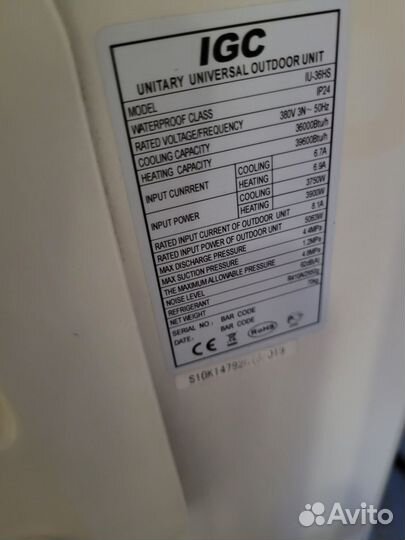 IGC
UNITARY UNIVERSAL OUTDOOR UNIT
MODEL IU-36HS
WATERPROOF CLASS IP24
RATED VOLTAGE/FREQUENCY 380V 3N~50Hz
COOLING CAPACITY 36000Btu/h
HEATING CAPACITY 39600Btu/h
INPUT CUNRRENT COOLING 6.7A
HEATING 6.9A
INPUT POWER COOLING 3750W
HEATING 3900W
RATED INPUT CURRENT OF OUTDOOR UNIT 8.1A
RATED INPUT POWER OF OUTDOOR UNIT 5083W
MAX DISCHARGE PRESSURE 4.4MPa
MAX SUCTION PRESSURE 1.2MPa
THE MAXIMUM ALLOWABLE PRESSURE 4.8MPa
NOISE LEVEL
REFRIGERANT
NET WEIGHT
SERIAL NO.: BAR CODE
DATE: BAR CODE
CE RoHS
Avito